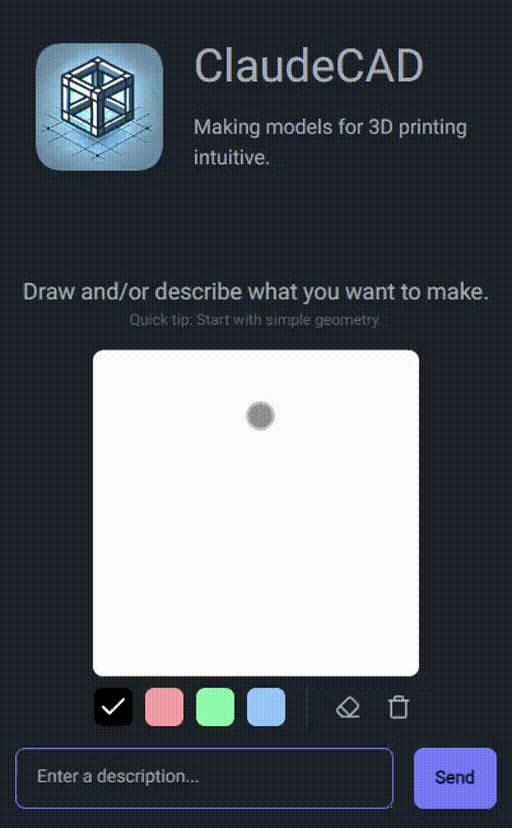 ClaudeCAD
Making models for 3D printing
intuitive.
Draw and/or describe what you want to make.
Quick tip: Start with simple geometry.
Enter a description...
Send